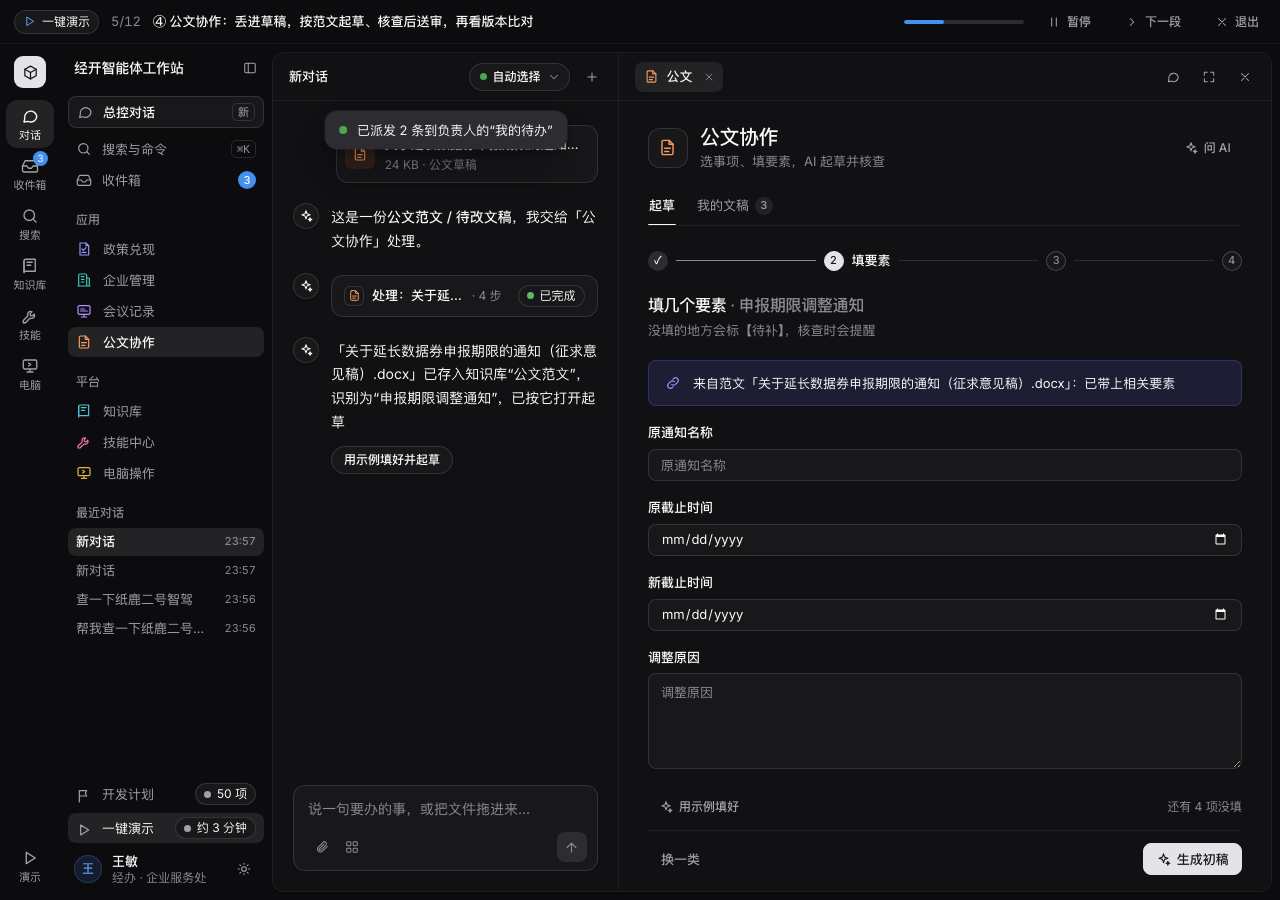 一键演示
5/12
④ 公文协作：丢进草稿，按范文起草、核查后送审，再看版本比对
暂停
下一段
退出
对话
3
收件箱
搜索
知识库
技能
电脑
演示
经开智能体工作站
总控对话
新
搜索与命令
⌘K
收件箱
3
应用
政策兑现
企业管理
会议记录
公文协作
平台
知识库
技能中心
电脑操作
最近对话
新对话 23:57
新对话 23:57
查一下纸鹿二号智驾 23:56
帮我查一下纸鹿二号... 23:56
开发计划
50 项
一键演示
约 3 分钟
王
王敏
经办 · 企业服务处
新对话
自动选择
已派发 2 条到负责人的“我的待办”
24 KB · 公文草稿
这是一份公文范文 / 待改文稿，我交给「公
文协作」处理。
处理：关于延... · 4 步
已完成
「关于延长数据券申报期限的通知（征求意
见稿）.docx」已存入知识库“公文范文”，
识别为“申报期限调整通知”，已按它打开起
草
用示例填好并起草
说一句要办的事，或把文件拖进来...
公文
公文协作
选事项、填要素，AI 起草并核查
问 AI
起草
我的文稿 3
✓
2 填要素
3
4
填几个要素 · 申报期限调整通知
没填的地方会标【待补】，核查时会提醒
来自范文「关于延长数据券申报期限的通知（征求意见稿）.docx」：已带上相关要素
原通知名称
原通知名称
原截止时间
mm/dd/yyyy
新截止时间
mm/dd/yyyy
调整原因
调整原因
用示例填好
还有 4 项没填
换一类
生成初稿